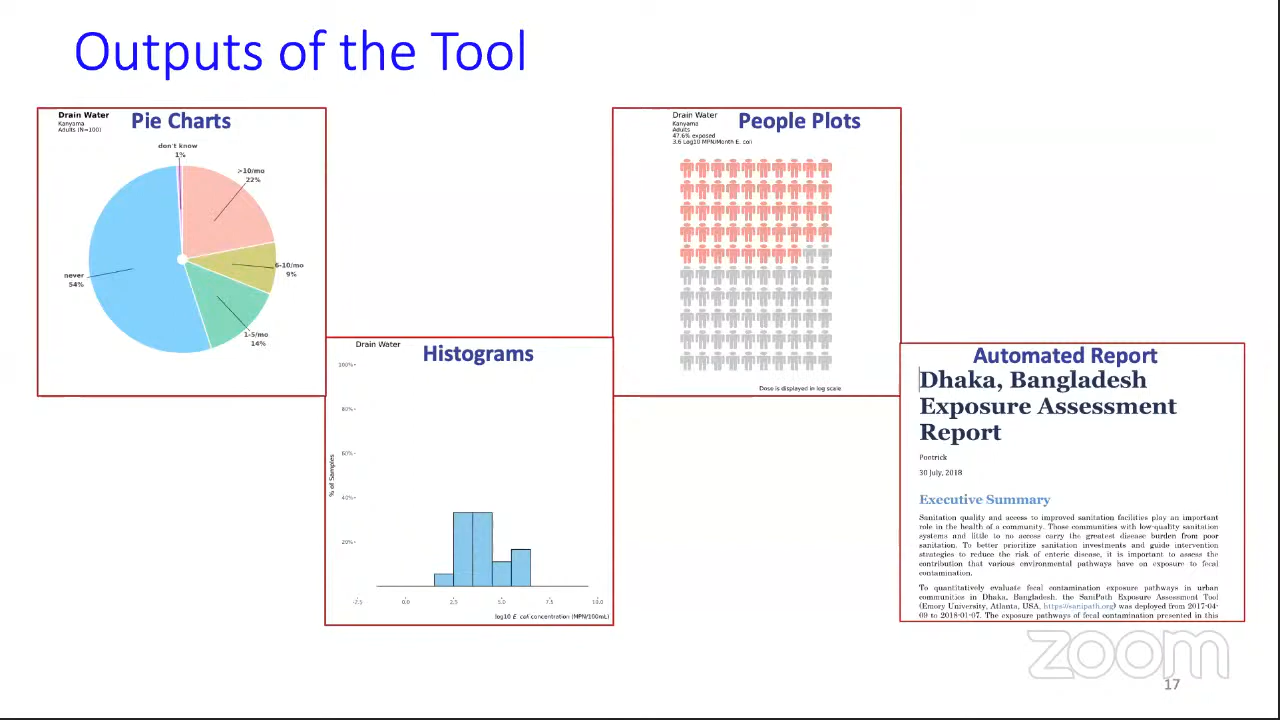 Outputs of the Tool
Drain Water
Kanyama
Adults (N=100)
Pie Charts
don't know
1%
>10/mo
22%
6-10/mo
9%
1-5/mo
14%
never
54%
Drain Water
Histograms
100%
80%
60%
40%
20%
% of Samples
-2.5 0.0 2.5 5.0 7.5 10.0
log10 E. coli concentration (MPN/100mL)
Drain Water
Kanyama
Adults
47.6% exposed
3.6 Log10 MPN/Month E. coli
People Plots
Dose is displayed in log scale
Automated Report
Dhaka, Bangladesh
Exposure Assessment
Report
30 July, 2018
Executive Summary
Sanitation quality and access to improved sanitation facilities play an important
role in the health of a community. Those communities with low-quality sanitation
systems and little to no access carry the greatest disease burden from poor
sanitation. To better prioritize sanitation investments and guide intervention
strategies to reduce the risk of enteric disease, it is important to assess the
contribution that various environmental pathways have on exposure to fecal
contamination.
To quantitatively evaluate fecal contamination exposure pathways in urban
communities in Dhaka, Bangladesh, the SaniPath Exposure Assessment Tool
(Emory University, Atlanta, USA, https://sanipath.org) was deployed from 2017-04-
09 to 2018-01-07. The exposure pathways of fecal contamination presented in this
zoom
17